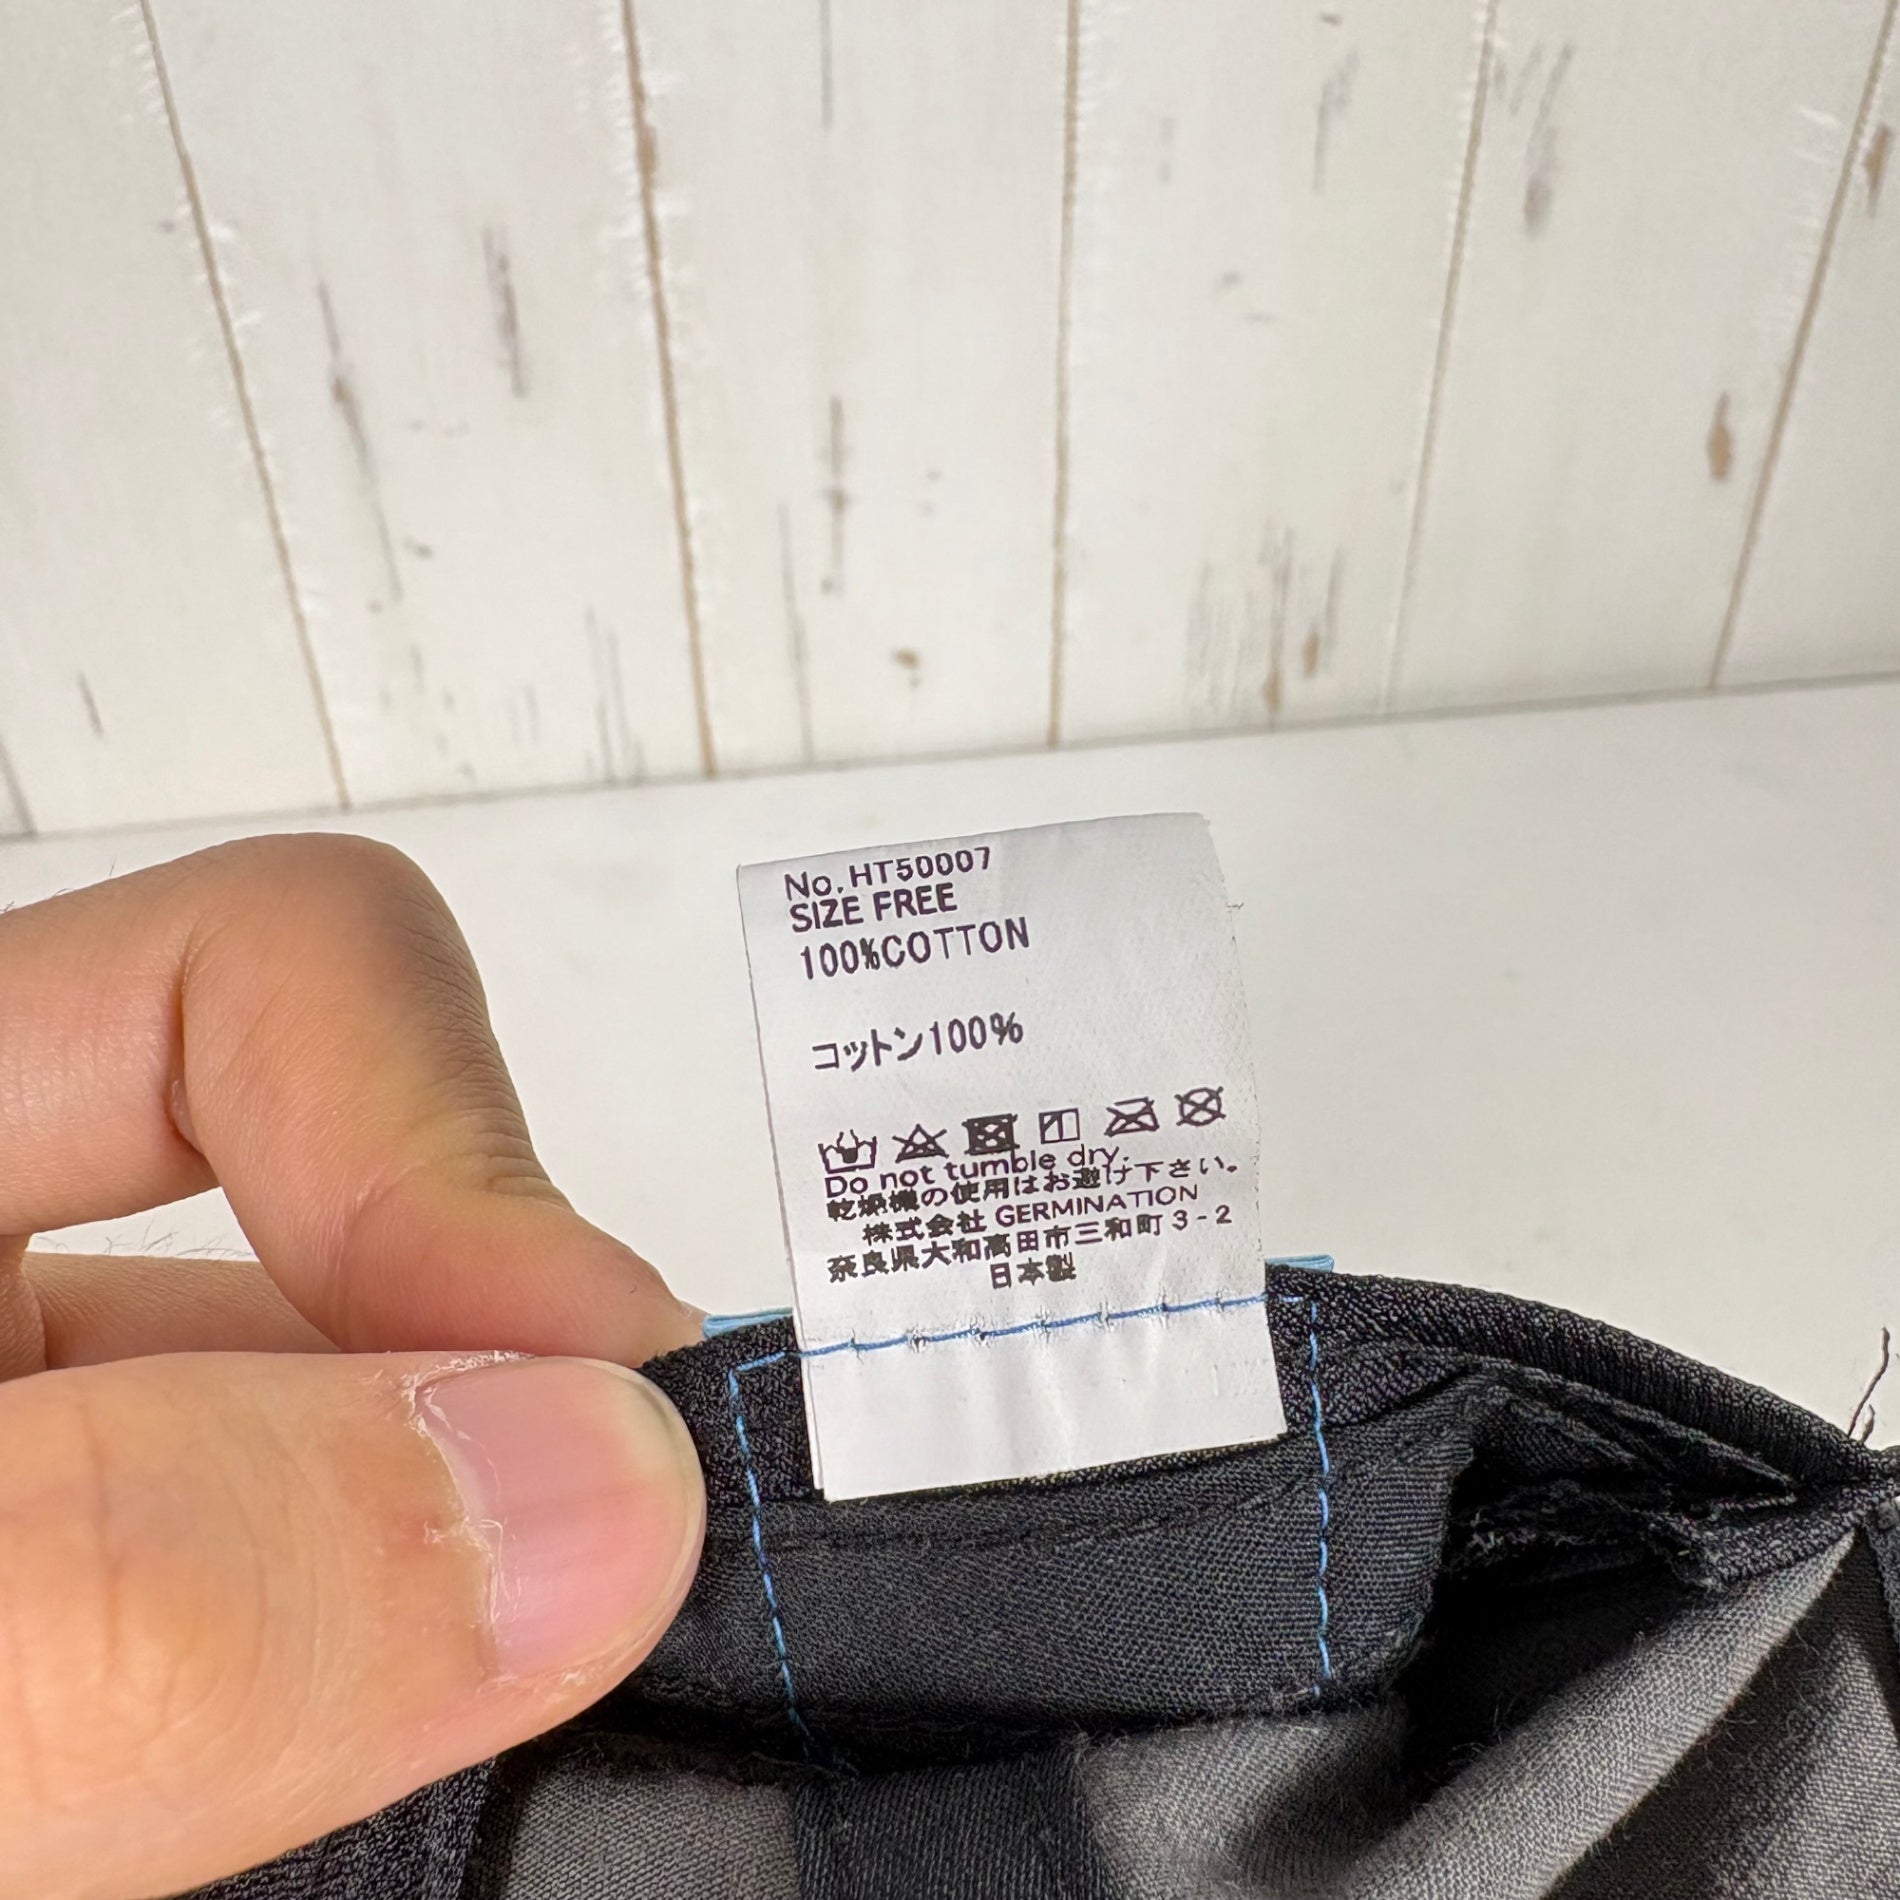 No.HT50007
SIZE FREE
100%COTTON
コットン100%
Do not tumble dry.
乾燥機の使用はお避け下さい。
株式会社 GERMINATION
奈良県大和高田市三和町3-2
日本製